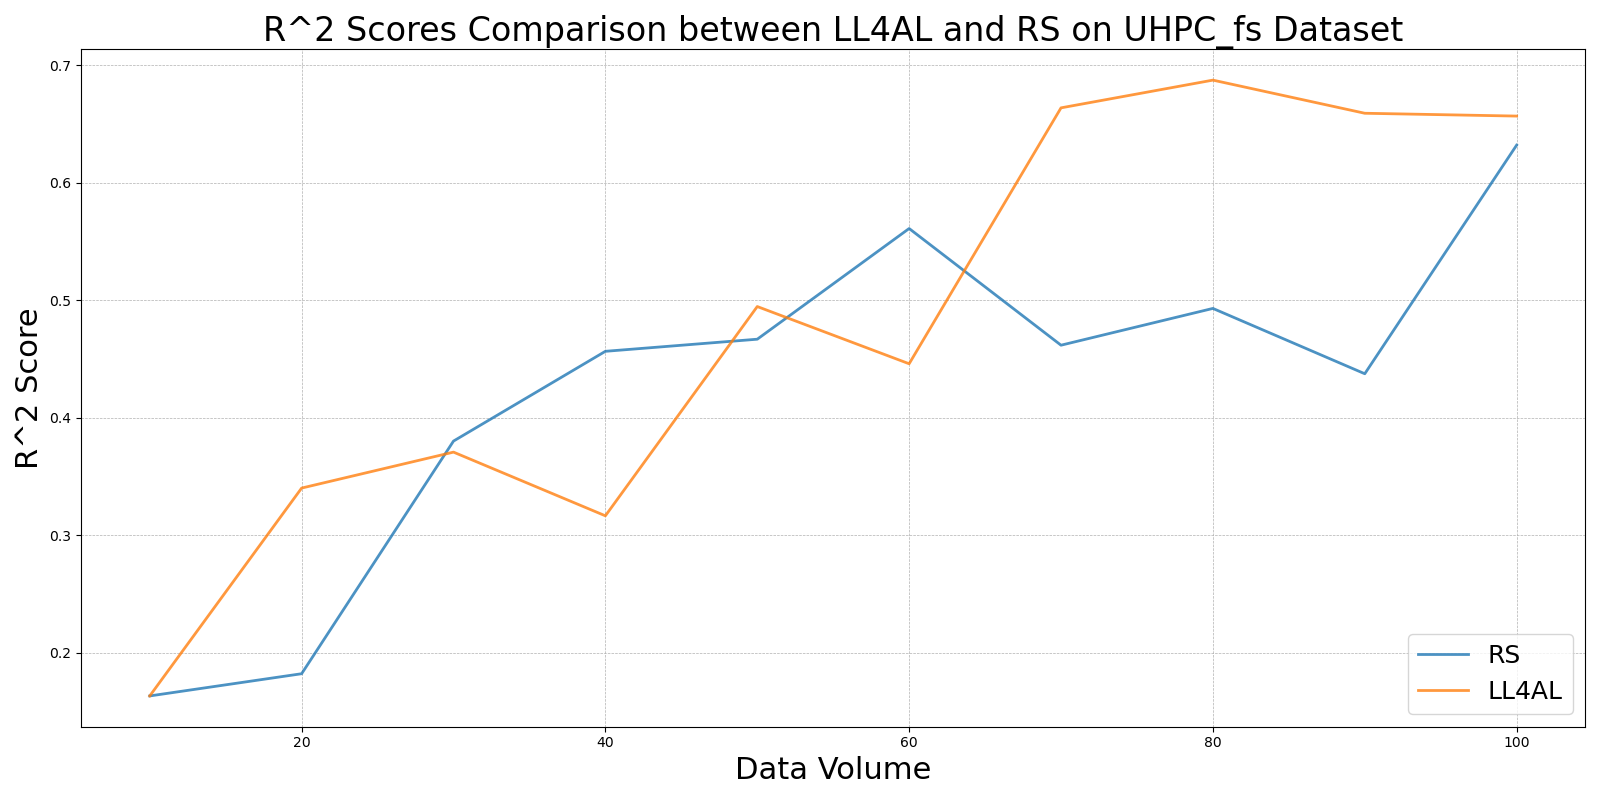 R^2 Scores Comparison between LL4AL and RS on UHPC_fs Dataset
R^2 Score
0.7
0.6
0.5
0.4
0.3
0.2
20
40
60
80
100
Data Volume
RS
LL4AL